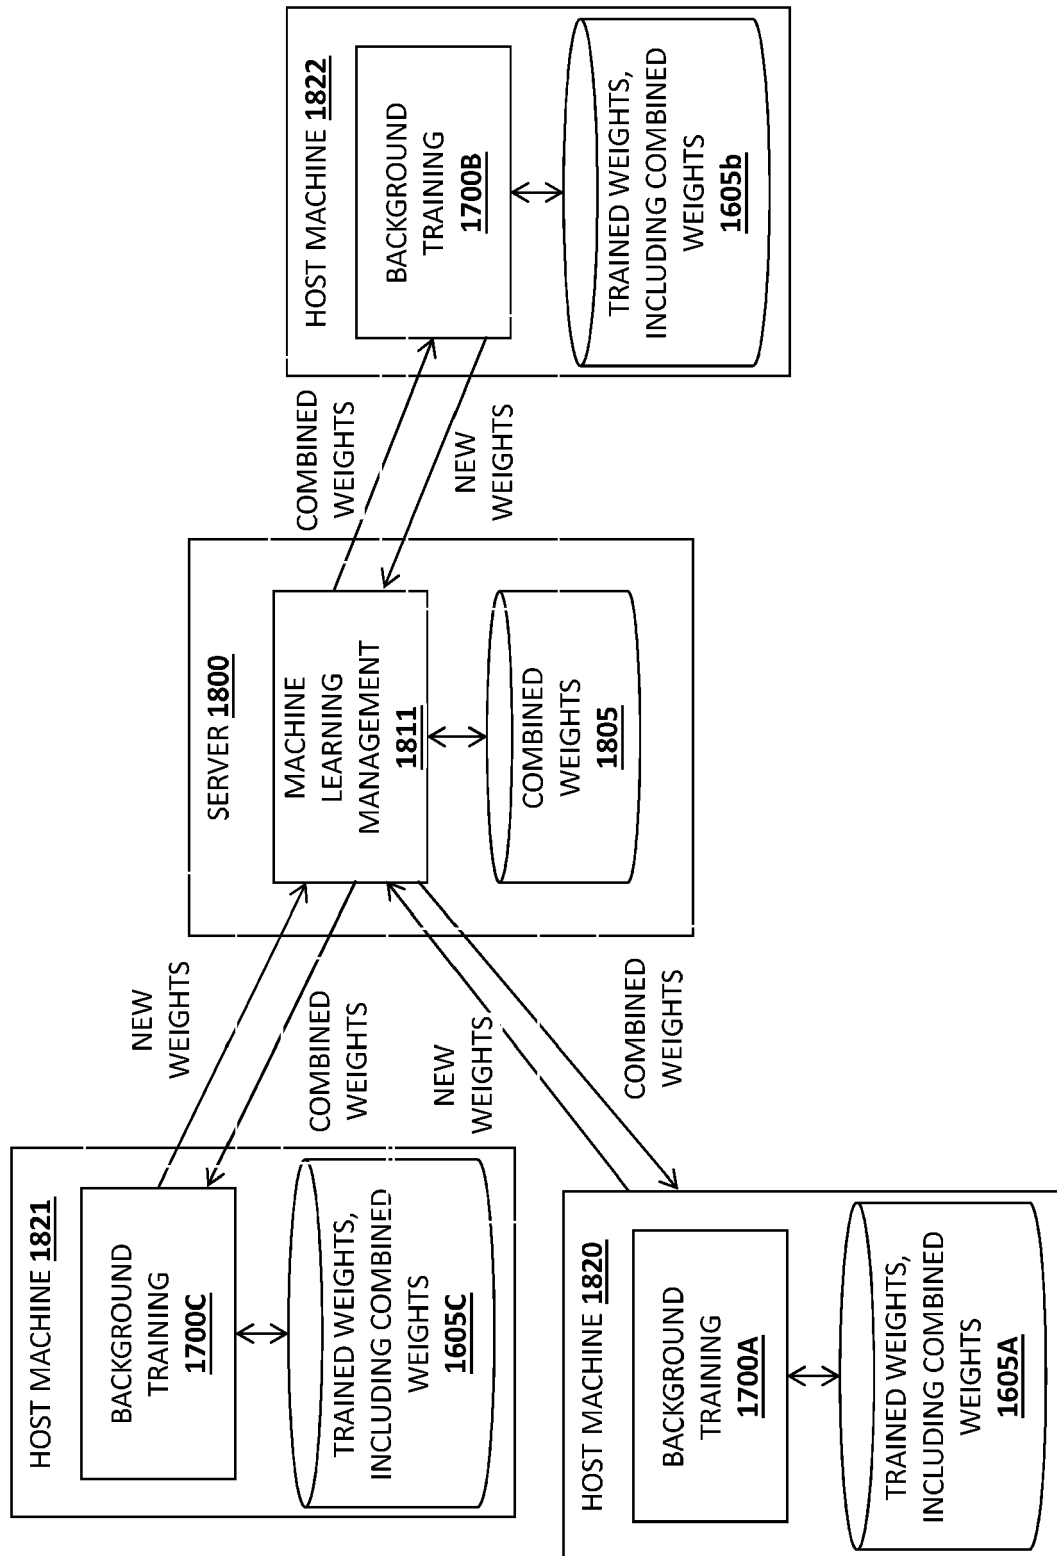 HOST MACHINE 1821
BACKGROUND
TRAINING
1700C
TRAINED WEIGHTS,
INCLUDING COMBINED
WEIGHTS
1605C
NEW
WEIGHTS
COMBINED
WEIGHTS
HOST MACHINE 1820
BACKGROUND
TRAINING
1700A
TRAINED WEIGHTS,
INCLUDING COMBINED
WEIGHTS
1605A
NEW
WEIGHTS
COMBINED
WEIGHTS
SERVER 1800
MACHINE
LEARNING
MANAGEMENT
1811
COMBINED
WEIGHTS
1805
COMBINED
WEIGHTS
NEW
WEIGHTS
HOST MACHINE 1822
BACKGROUND
TRAINING
1700B
TRAINED WEIGHTS,
INCLUDING COMBINED
WEIGHTS
1605b